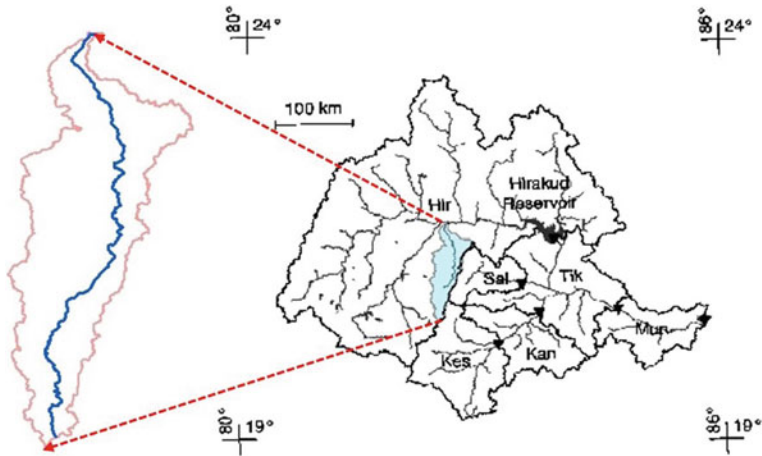 80° 24°
86° 24°
100 km
Hir
Hirakud
Reservoir
Sal
Tik
Mun
Kes
Kan
80° 19°
86° 19°